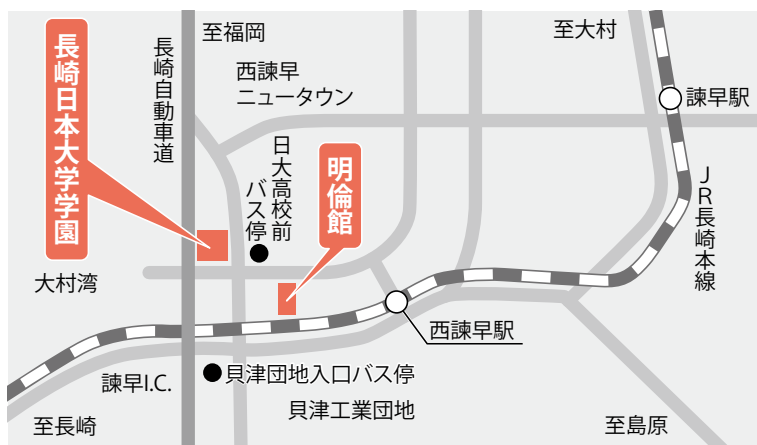 至福岡
至大村
長崎自動車道
長崎日本大学学園
西諫早
ニュータウン
諫早駅
日大高校前
バス停
明倫館
JR長崎本線
大村湾
西諫早駅
諫早I.C.
貝津団地入口バス停
貝津工業団地
至長崎
至島原